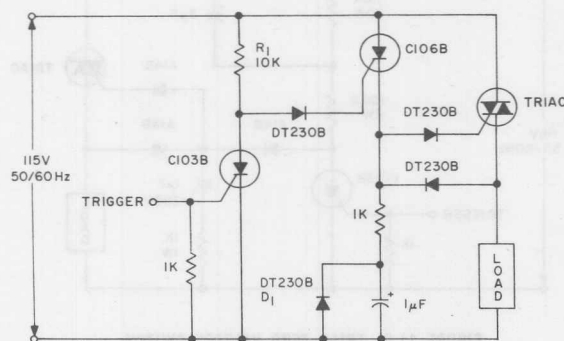 R1
10K
C106B
TRIAC
DT230B
DT230B
C103B
DT230B
115V
50/60Hz
TRIGGER
1K
1K
DT230B
D1
1µF
+
LOAD